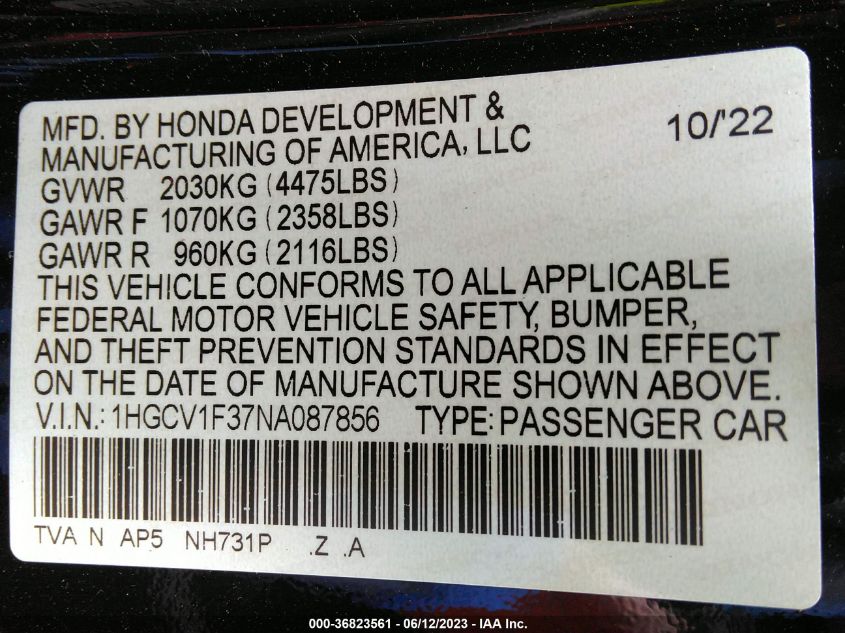 MFD. BY HONDA DEVELOPMENT &
MANUFACTURING OF AMERICA, LLC
10/'22
GVWR 2030KG (4475LBS)
GAWR F 1070KG (2358LBS)
GAWR R 960KG (2116LBS)
THIS VEHICLE CONFORMS TO ALL APPLICABLE
FEDERAL MOTOR VEHICLE SAFETY, BUMPER,
AND THEFT PREVENTION STANDARDS IN EFFECT
ON THE DATE OF MANUFACTURE SHOWN ABOVE.
V.I.N.: 1HGCV1F37NA087856 TYPE: PASSENGER CAR
TVA N AP5 NH731P .Z .A
000-36823561 - 06/12/2023 - IAA Inc.